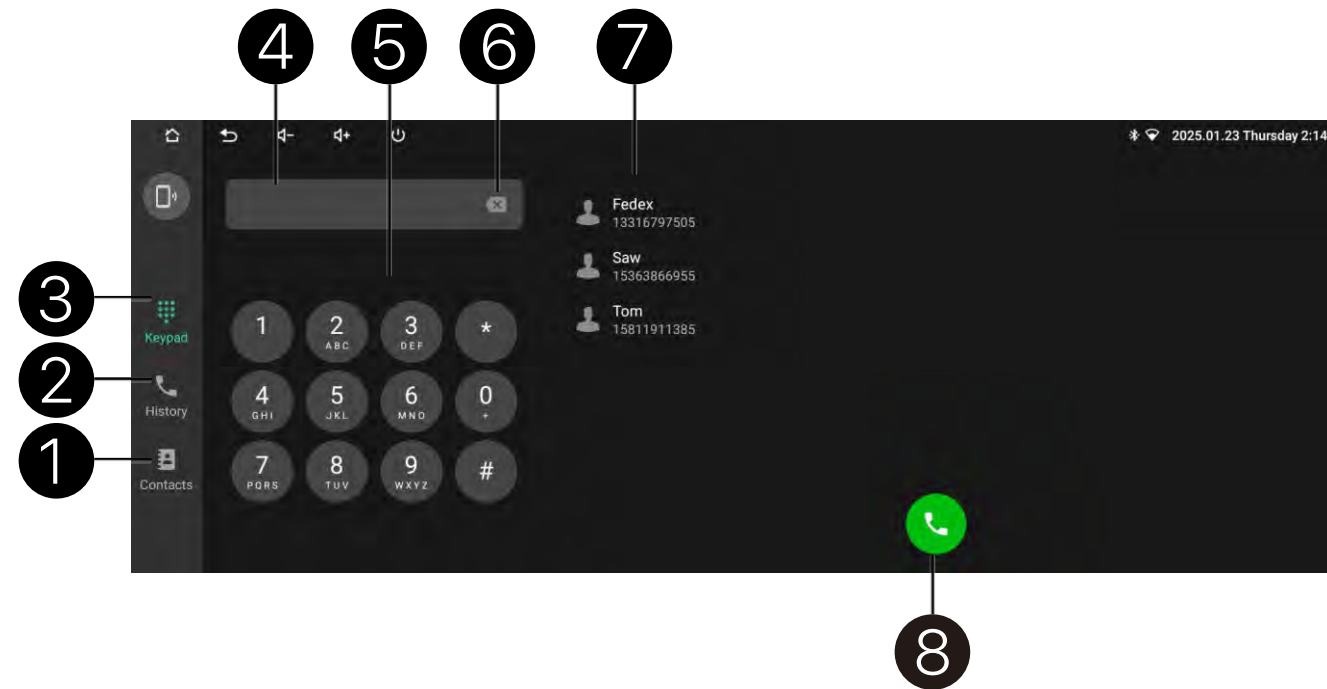 4 5 6 7
2025.01.23 Thursday 2:14
Fedex
13316797505
Saw
15363866955
Tom
15811911385
3
Keypad
2
History
1
Contacts
1 2 3 *
ABC DEF
4 5 6 0
GHI JKL MNO +
7 8 9 #
PQRS TUV WXYZ
8